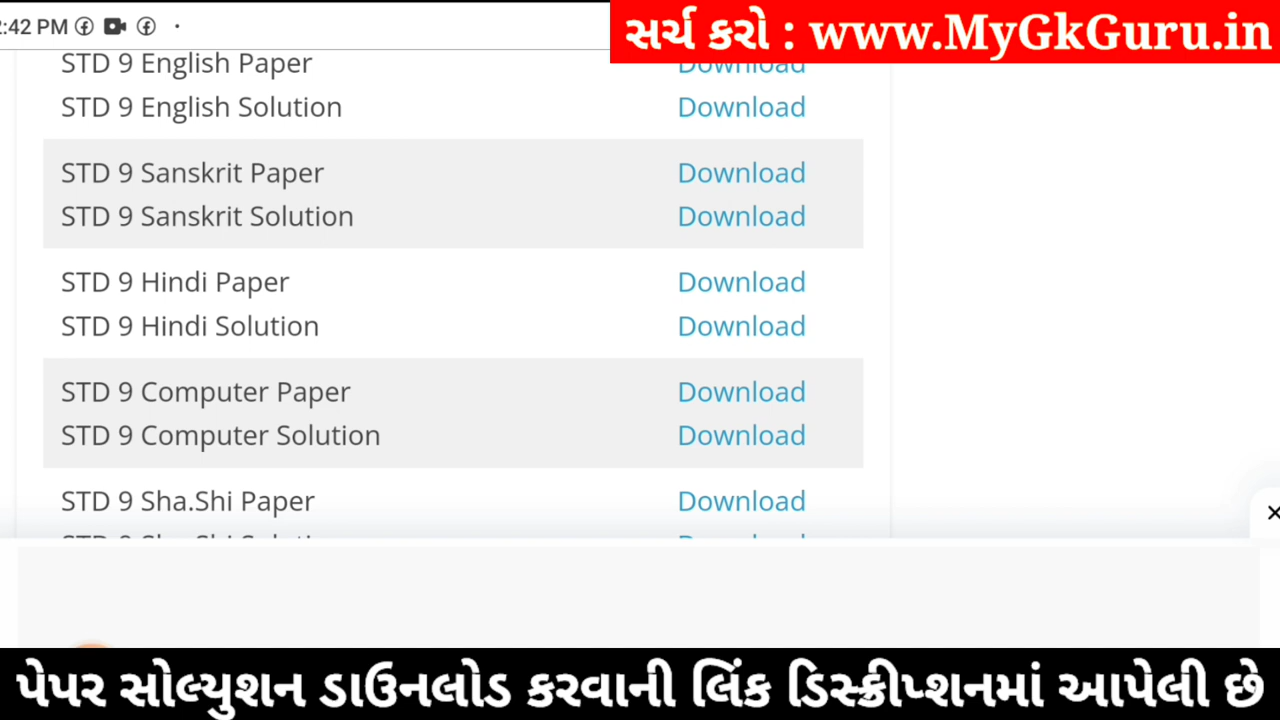 2:42 PM
સર્ચ કરો : www.MyGkGuru.in
STD 9 English Paper Download
STD 9 English Solution Download
STD 9 Sanskrit Paper Download
STD 9 Sanskrit Solution Download
STD 9 Hindi Paper Download
STD 9 Hindi Solution Download
STD 9 Computer Paper Download
STD 9 Computer Solution Download
STD 9 Sha.Shi Paper Download
પેપર સોલ્યુશન ડાઉનલોડ કરવાની લિંક ડિસ્ક્રીપ્શનમાં આપેલી છે